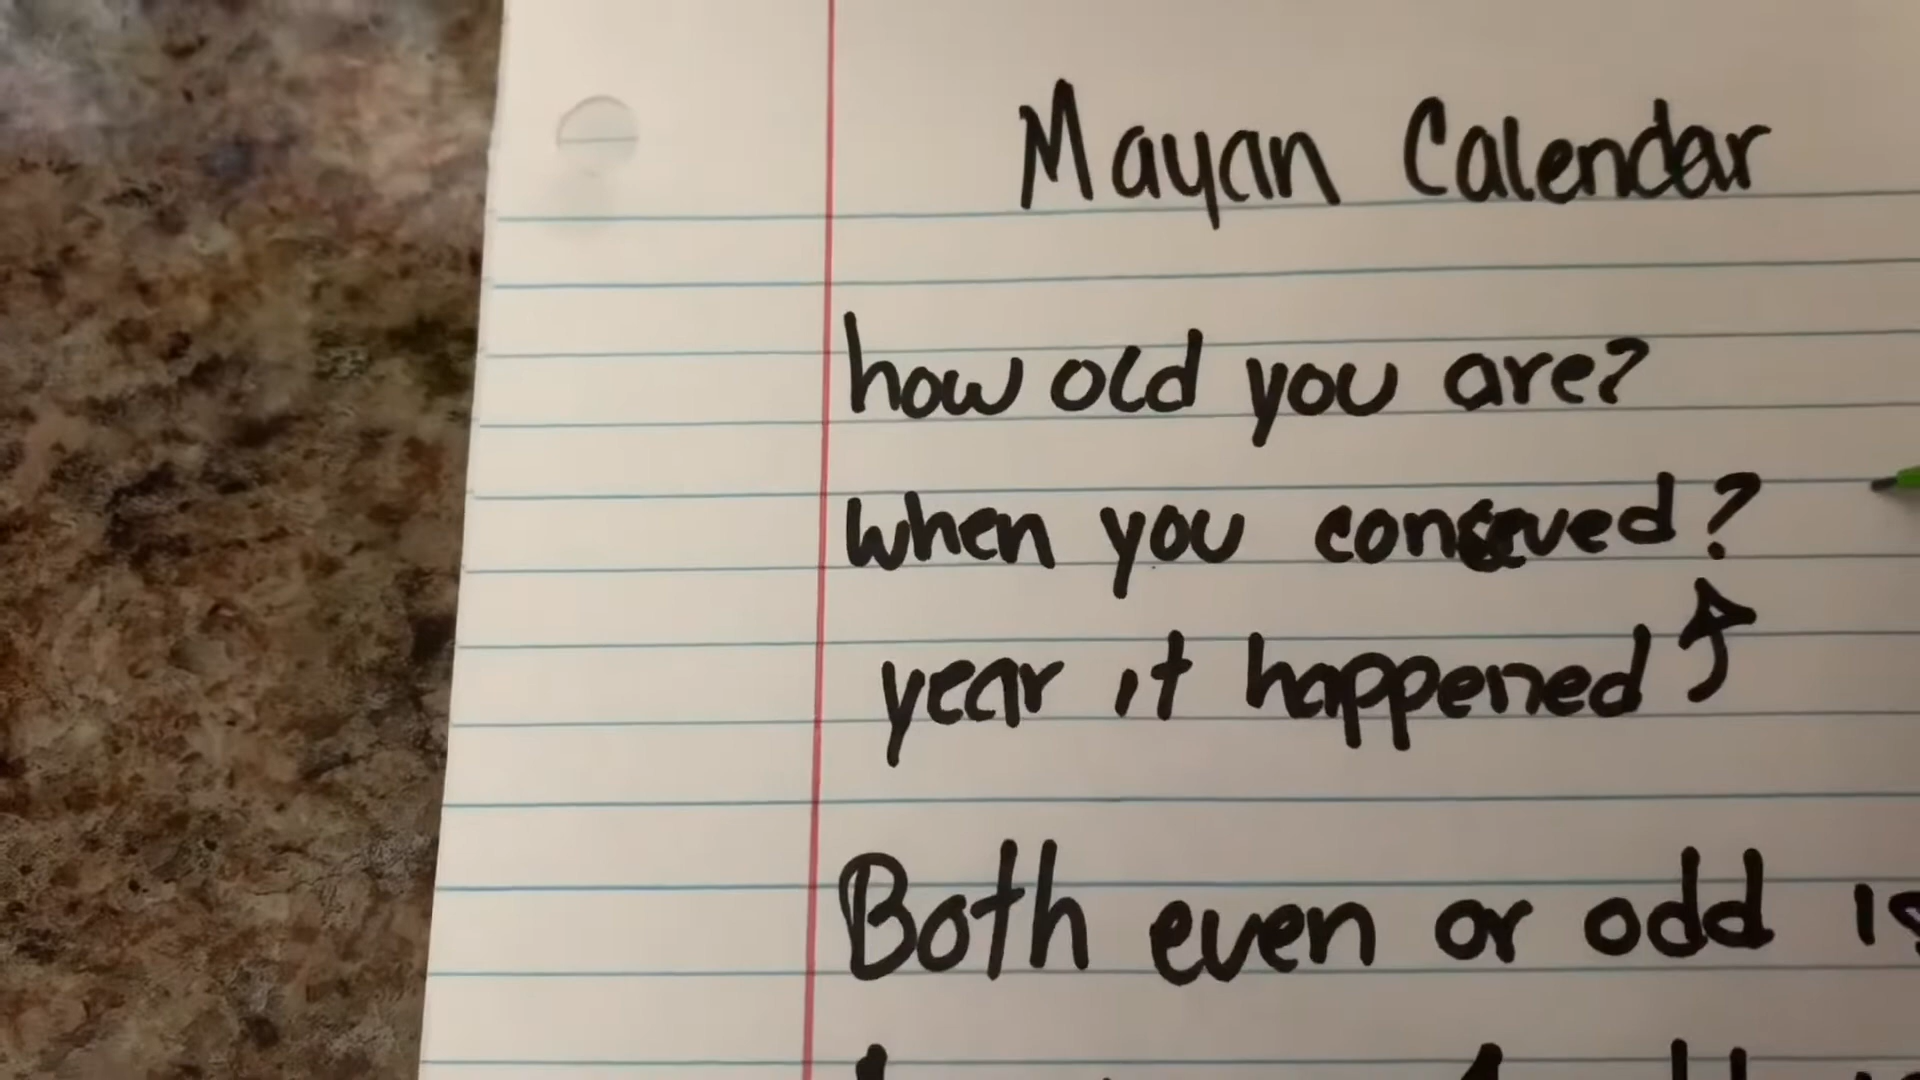 Mayan Calendar
how old you are?
when you conseved?
year it happened
Both even or odd is